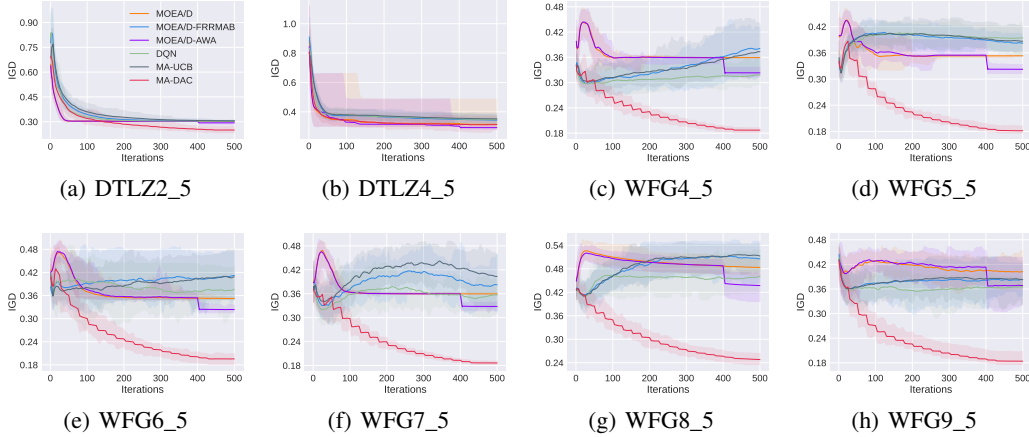 0.90
0.70
0.50
0.30
IGD
MOEA/D
MOEA/D-FRRMAB
MOEA/D-AWA
DQN
MA-UCB
MA-DAC
0 100 200 300 400 500
Iterations
(a) DTLZ2_5
1.0
0.8
0.6
0.4
IGD
0 100 200 300 400 500
Iterations
(b) DTLZ4_5
0.48
0.42
0.36
0.30
0.24
0.18
IGD
0 100 200 300 400 500
Iterations
(c) WFG4_5
0.42
0.36
0.30
0.24
0.18
IGD
0 100 200 300 400 500
Iterations
(d) WFG5_5
0.48
0.42
0.36
0.30
0.24
0.18
IGD
0 100 200 300 400 500
Iterations
(e) WFG6_5
0.48
0.42
0.36
0.30
0.24
0.18
IGD
0 100 200 300 400 500
Iterations
(f) WFG7_5
0.54
0.48
0.42
0.36
0.30
0.24
IGD
0 100 200 300 400 500
Iterations
(g) WFG8_5
0.48
0.42
0.36
0.30
0.24
0.18
IGD
0 100 200 300 400 500
Iterations
(h) WFG9_5